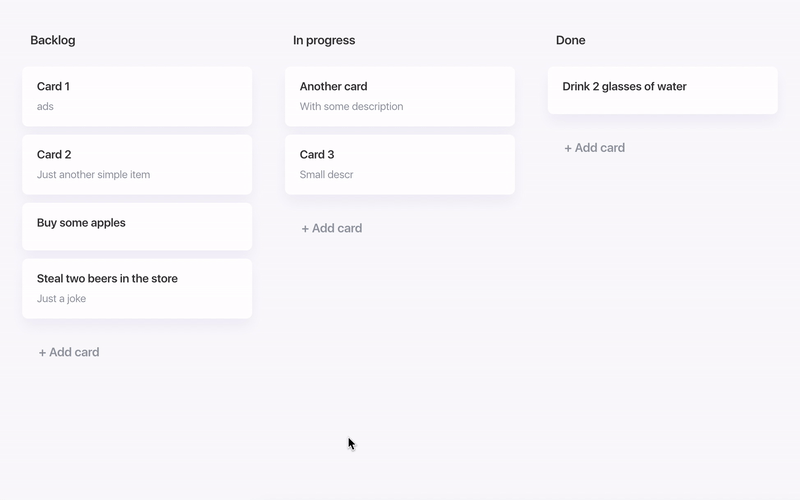 Backlog
Card 1
ads
Card 2
Just another simple item
Buy some apples
Steal two beers in the store
Just a joke
+ Add card
In progress
Another card
With some description
Card 3
Small descr
+ Add card
Done
Drink 2 glasses of water
+ Add card